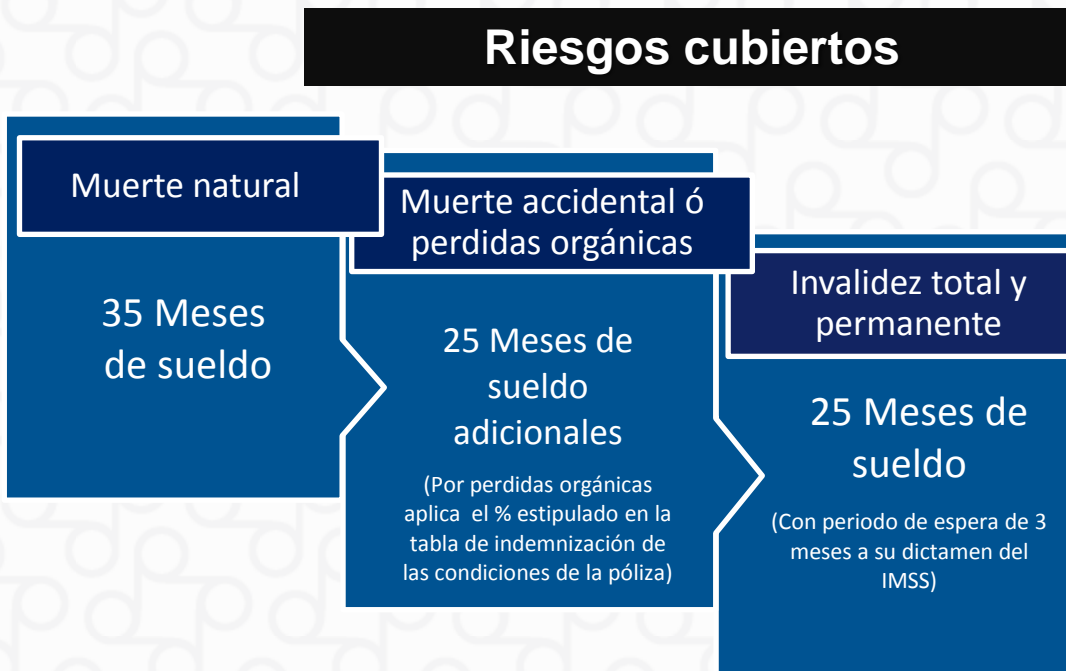 Riesgos cubiertos
Muerte natural
35 Meses
de sueldo
Muerte accidental ó
perdidas orgánicas
25 Meses de
sueldo
adicionales
(Por perdidas orgánicas
aplica el % estipulado en la
tabla de indemnización de
las condiciones de la póliza)
Invalidez total y
permanente
25 Meses de
sueldo
(Con periodo de espera de 3
meses a su dictamen del
IMSS)